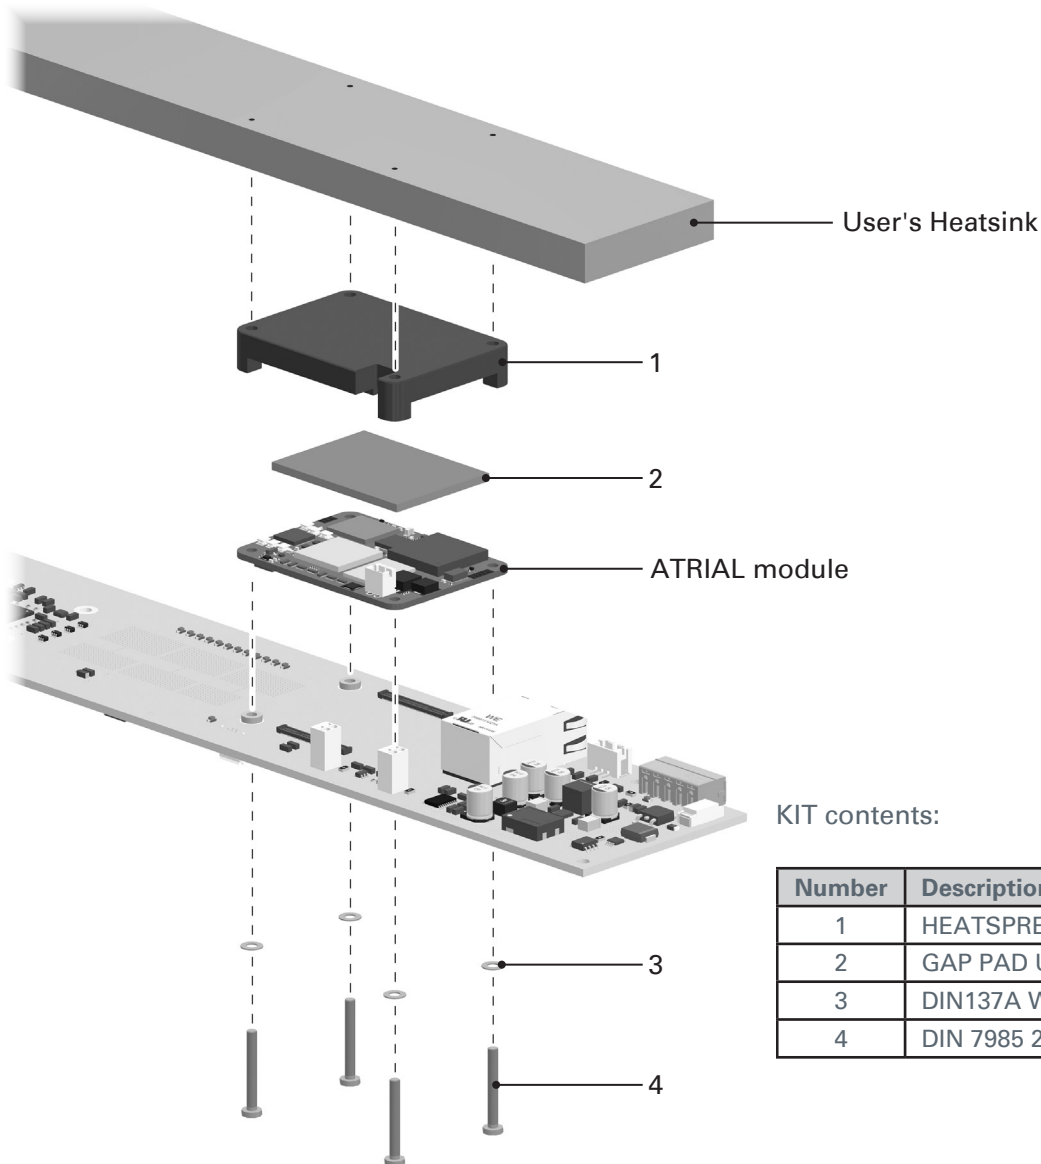 User's Heatsink
1
2
ATRIAL module
WE
3
4
KIT contents:
Number Description
1 HEATSPRE
2 GAP PAD U
3 DIN137A W
4 DIN 7985 2